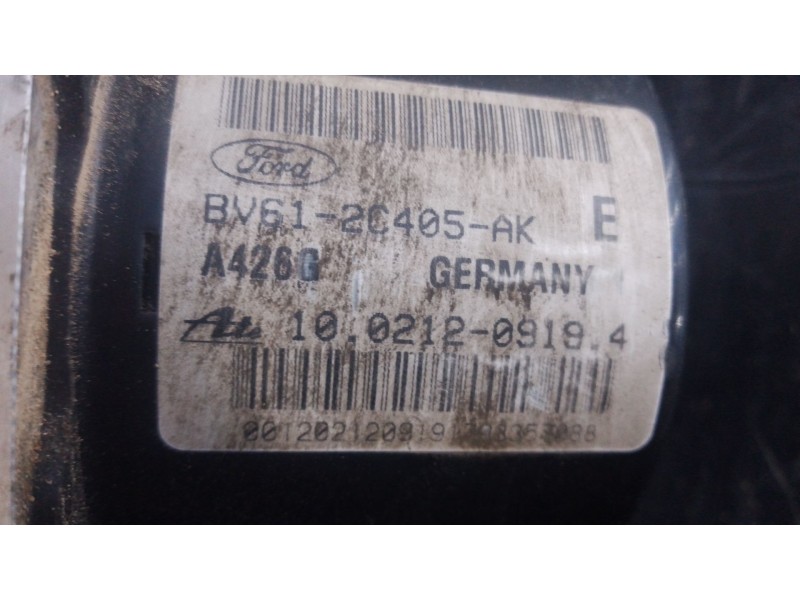 Ford
BV61-2C405-AK E
A426G GERMANY
Ate 10.0212-0919.4